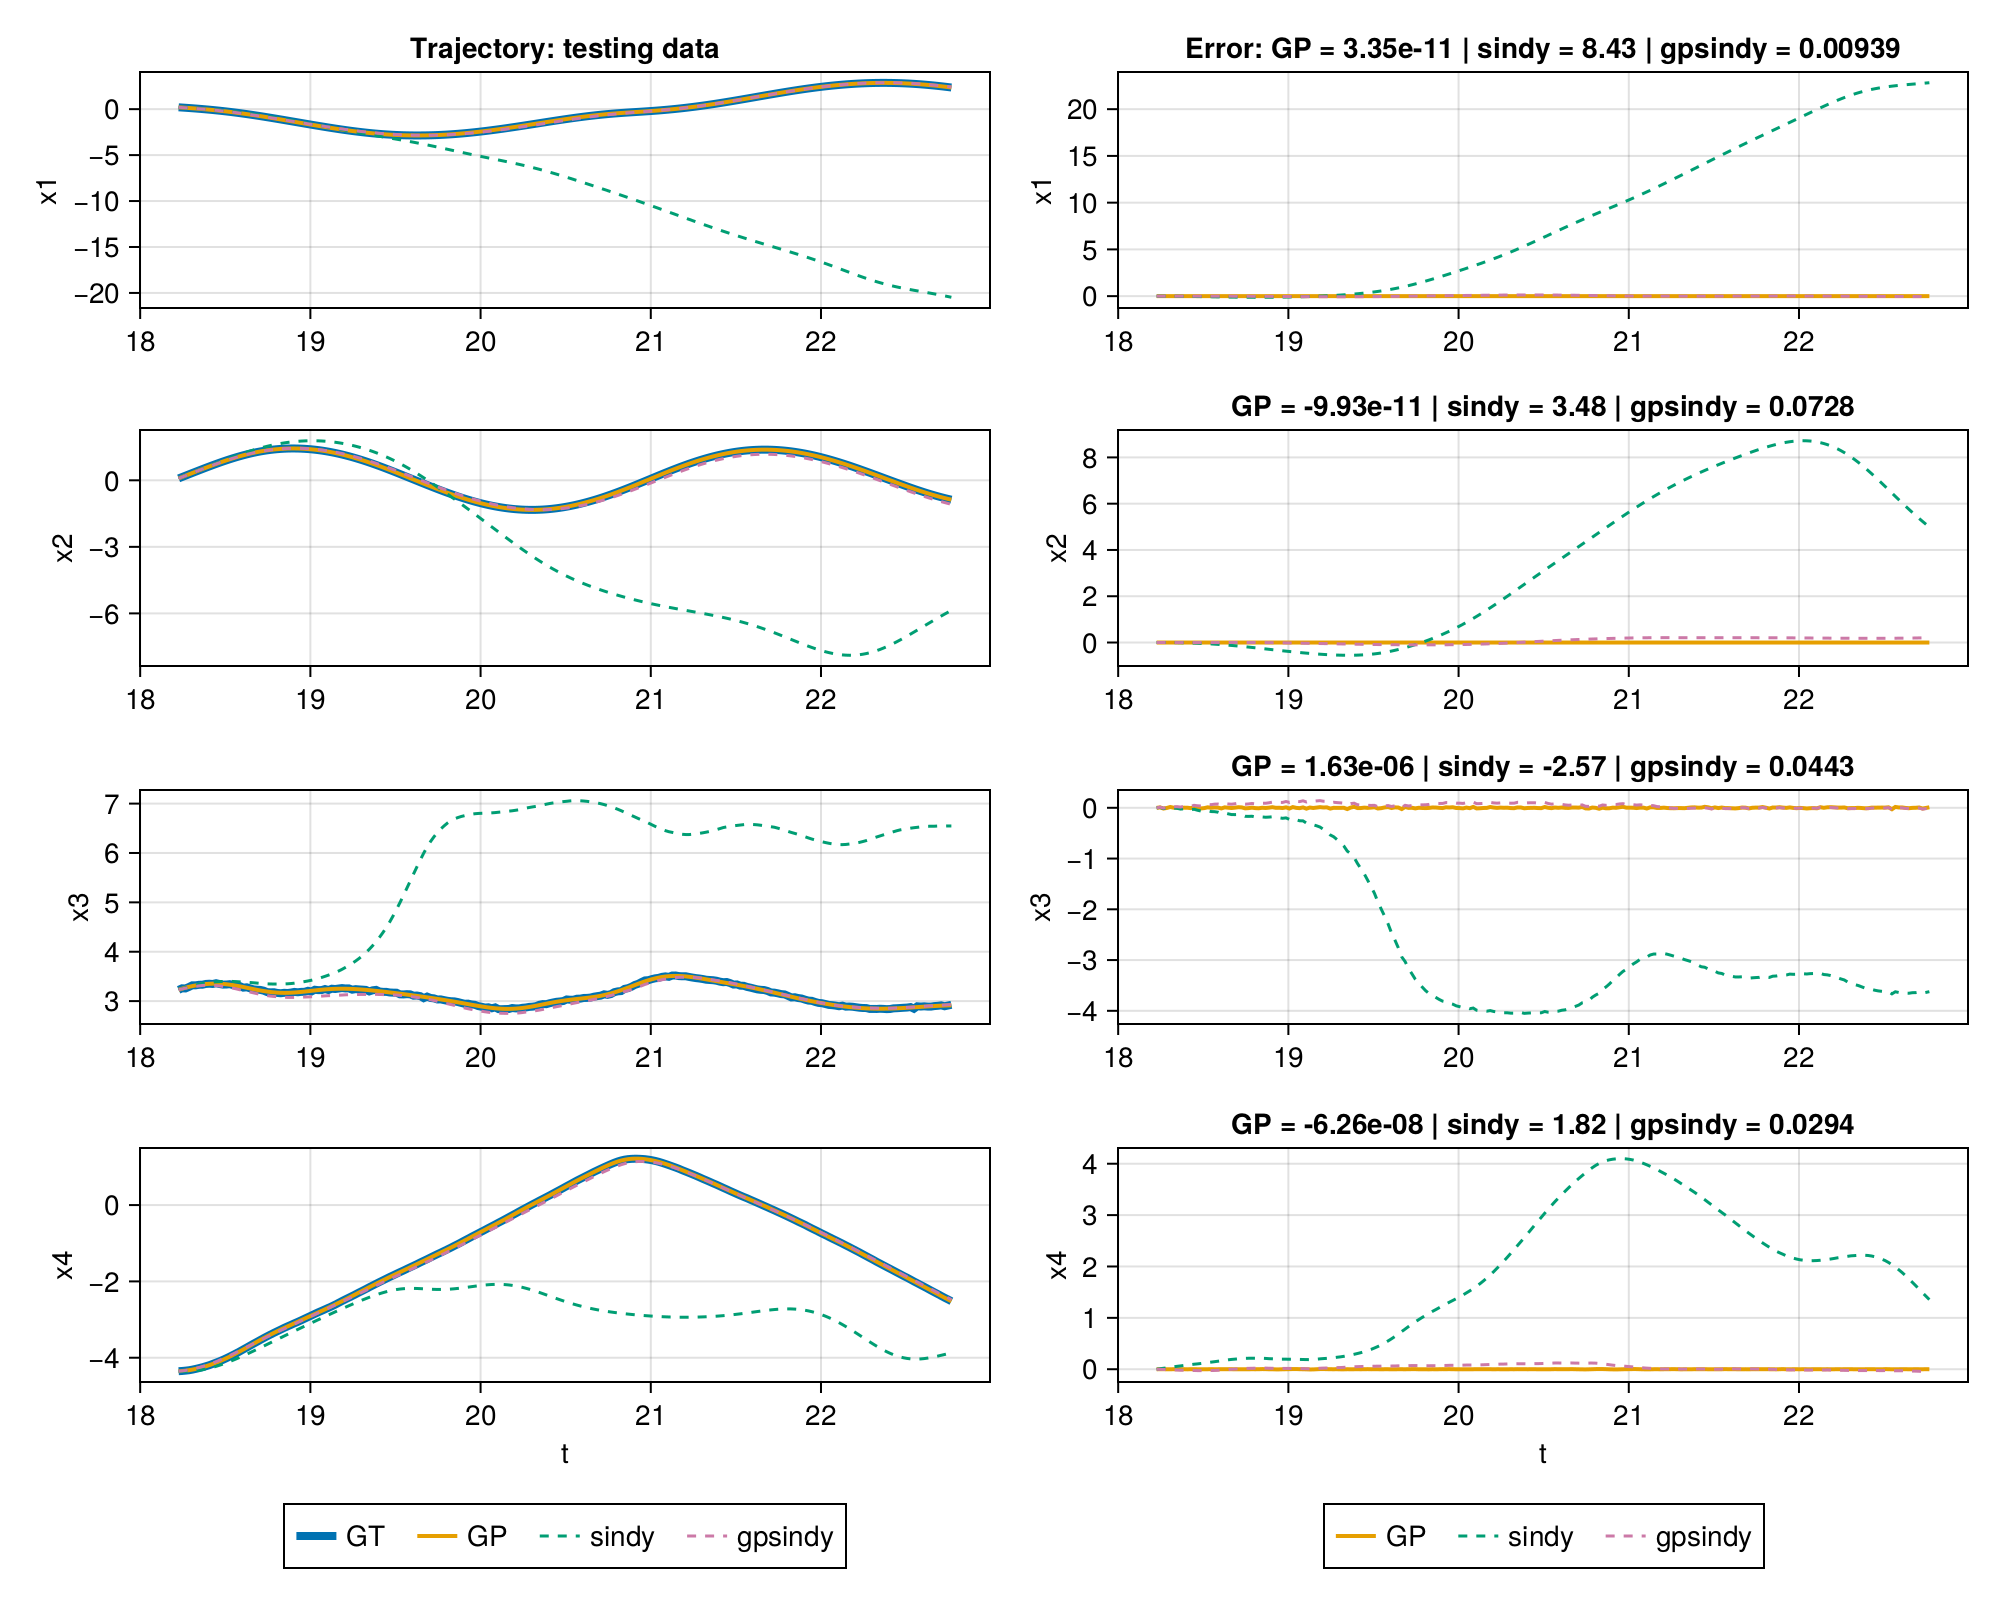 Trajectory: testing data
Error: GP = 3.35e-11 | sindy = 8.43 | gpsindy = 0.00939
x1
0
−5
−10
−15
−20
18 19 20 21 22
x1
20
15
10
5
0
18 19 20 21 22
GP = -9.93e-11 | sindy = 3.48 | gpsindy = 0.0728
x2
0
−3
−6
18 19 20 21 22
x2
8
6
4
2
0
18 19 20 21 22
GP = 1.63e-06 | sindy = -2.57 | gpsindy = 0.0443
x3
7
6
5
4
3
18 19 20 21 22
x3
0
−1
−2
−3
−4
18 19 20 21 22
GP = -6.26e-08 | sindy = 1.82 | gpsindy = 0.0294
x4
0
−2
−4
18 19 20 21 22
t
x4
4
3
2
1
0
18 19 20 21 22
t
GT GP sindy gpsindy
GP sindy gpsindy